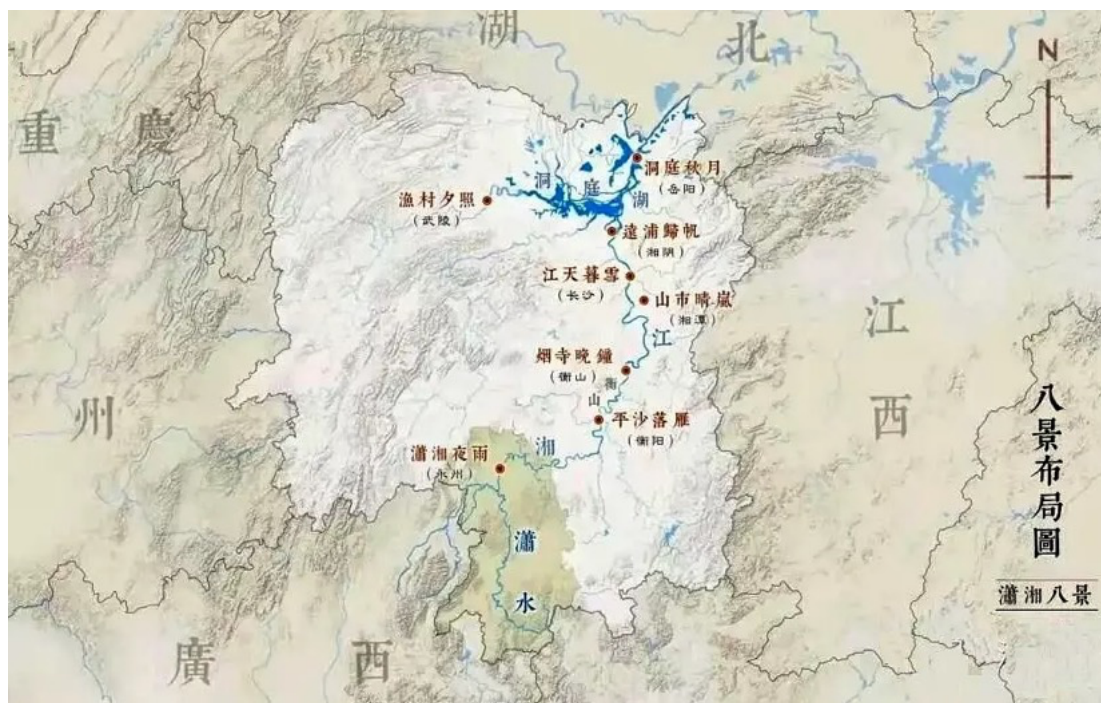 湖北
N
重慶
洞庭秋月
(岳阳)
洞庭湖
漁村夕照
(武陵)
遠浦歸帆
(湘阴)
江天暮雪
(长沙)
山市晴嵐
(湘潭)
江西
江
烟寺晚鐘
(衡山)
衡山
州
平沙落雁
(衡阳)
湘
瀟湘夜雨
(永州)
瀟水
廣西
八景布局圖
瀟湘八景